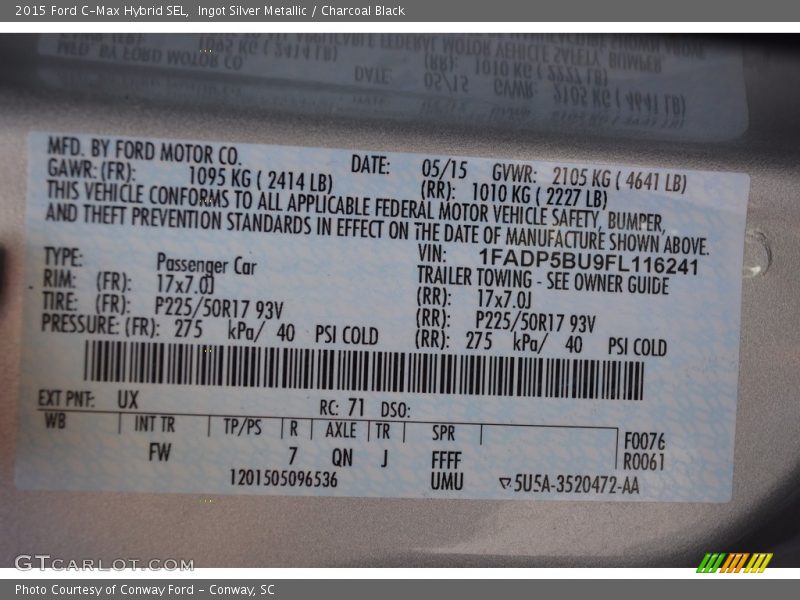 2015 Ford C-Max Hybrid SEL,  Ingot Silver Metallic / Charcoal Black
MFD. BY FORD MOTOR CO.
DATE: 05/15 GVWR: 2105 KG ( 4641 LB)
GAWR: (FR): 1095 KG ( 2414 LB) (RR): 1010 KG ( 2227 LB)
THIS VEHICLE CONFORMS TO ALL APPLICABLE FEDERAL MOTOR VEHICLE SAFETY, BUMPER,
AND THEFT PREVENTION STANDARDS IN EFFECT ON THE DATE OF MANUFACTURE SHOWN ABOVE.
VIN: 1FADP5BU9FL116241
TYPE: Passenger Car TRAILER TOWING - SEE OWNER GUIDE
RIM: (FR): 17x7.0J (RR): 17x7.0J
TIRE: (FR): P225/50R17 93V (RR): P225/50R17 93V
PRESSURE: (FR): 275 kPa/ 40 PSI COLD (RR): 275 kPa/ 40 PSI COLD
EXT PNT: UX RC: 71 DSO:
WB INT TR TP/PS R AXLE TR SPR F0076
FW 7 QN J FFFF R0061
1201505096536 UMU 5U5A-3520472-AA
GTCARLOT.COM
Photo Courtesy of Conway Ford - Conway, SC